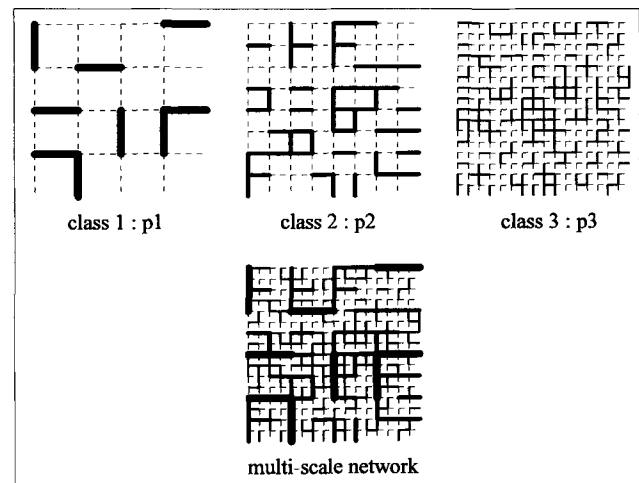 class 1 : p1
class 2 : p2
class 3 : p3
multi-scale network